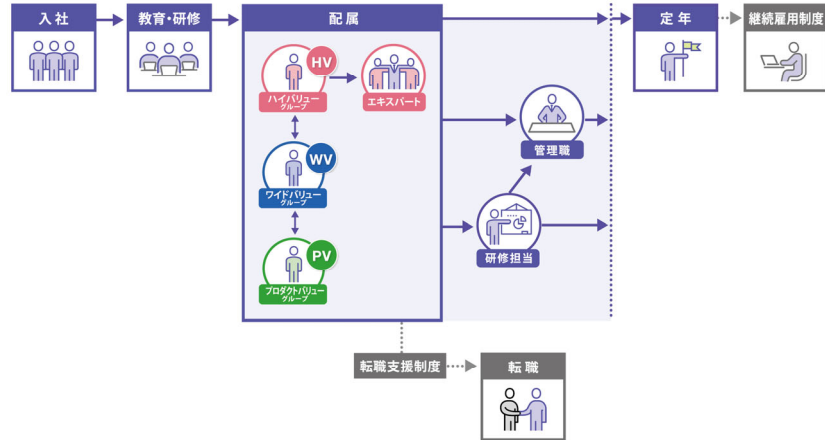 入社
教育・研修
配属
定年
継続雇用制度
HV
ハイバリュー
グループ
エキスパート
管理職
WV
ワイドバリュー
グループ
研修担当
PV
プロダクトバリュー
グループ
転職支援制度
転職